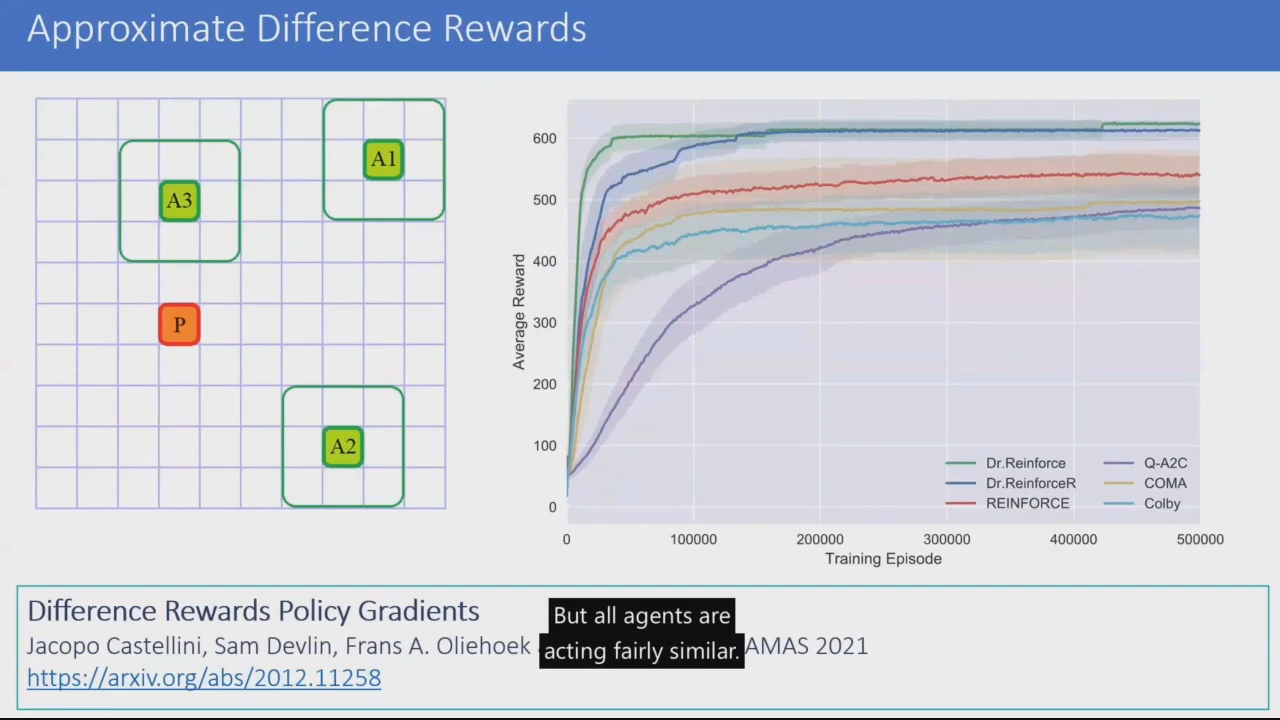 Approximate Difference Rewards
A1
A3
P
A2
Average Reward
600
500
400
300
200
100
0
0 100000 200000 300000 400000 500000
Training Episode
Dr.Reinforce
Dr.ReinforceR
REINFORCE
Q-A2C
COMA
Colby
Difference Rewards Policy Gradients
Jacopo Castellini, Sam Devlin, Frans A. Oliehoek AMAS 2021
https://arxiv.org/abs/2012.11258
But all agents are
acting fairly similar.